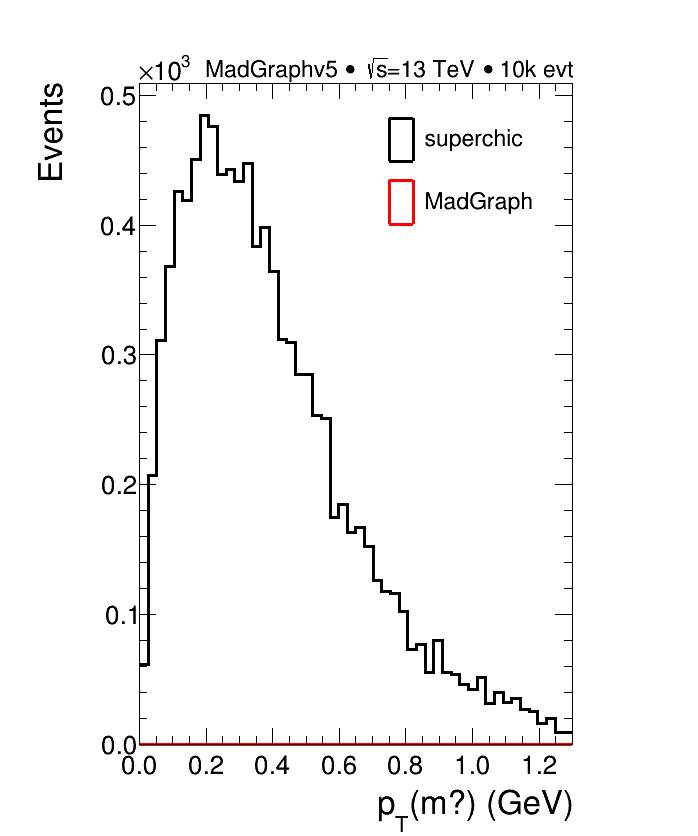 ×10³ MadGraphv5 • √s=13 TeV • 10k evt
Events
0.5
0.4
0.3
0.2
0.1
0.0
superchic
MadGraph
0.0 0.2 0.4 0.6 0.8 1.0 1.2
p_T(m?) (GeV)